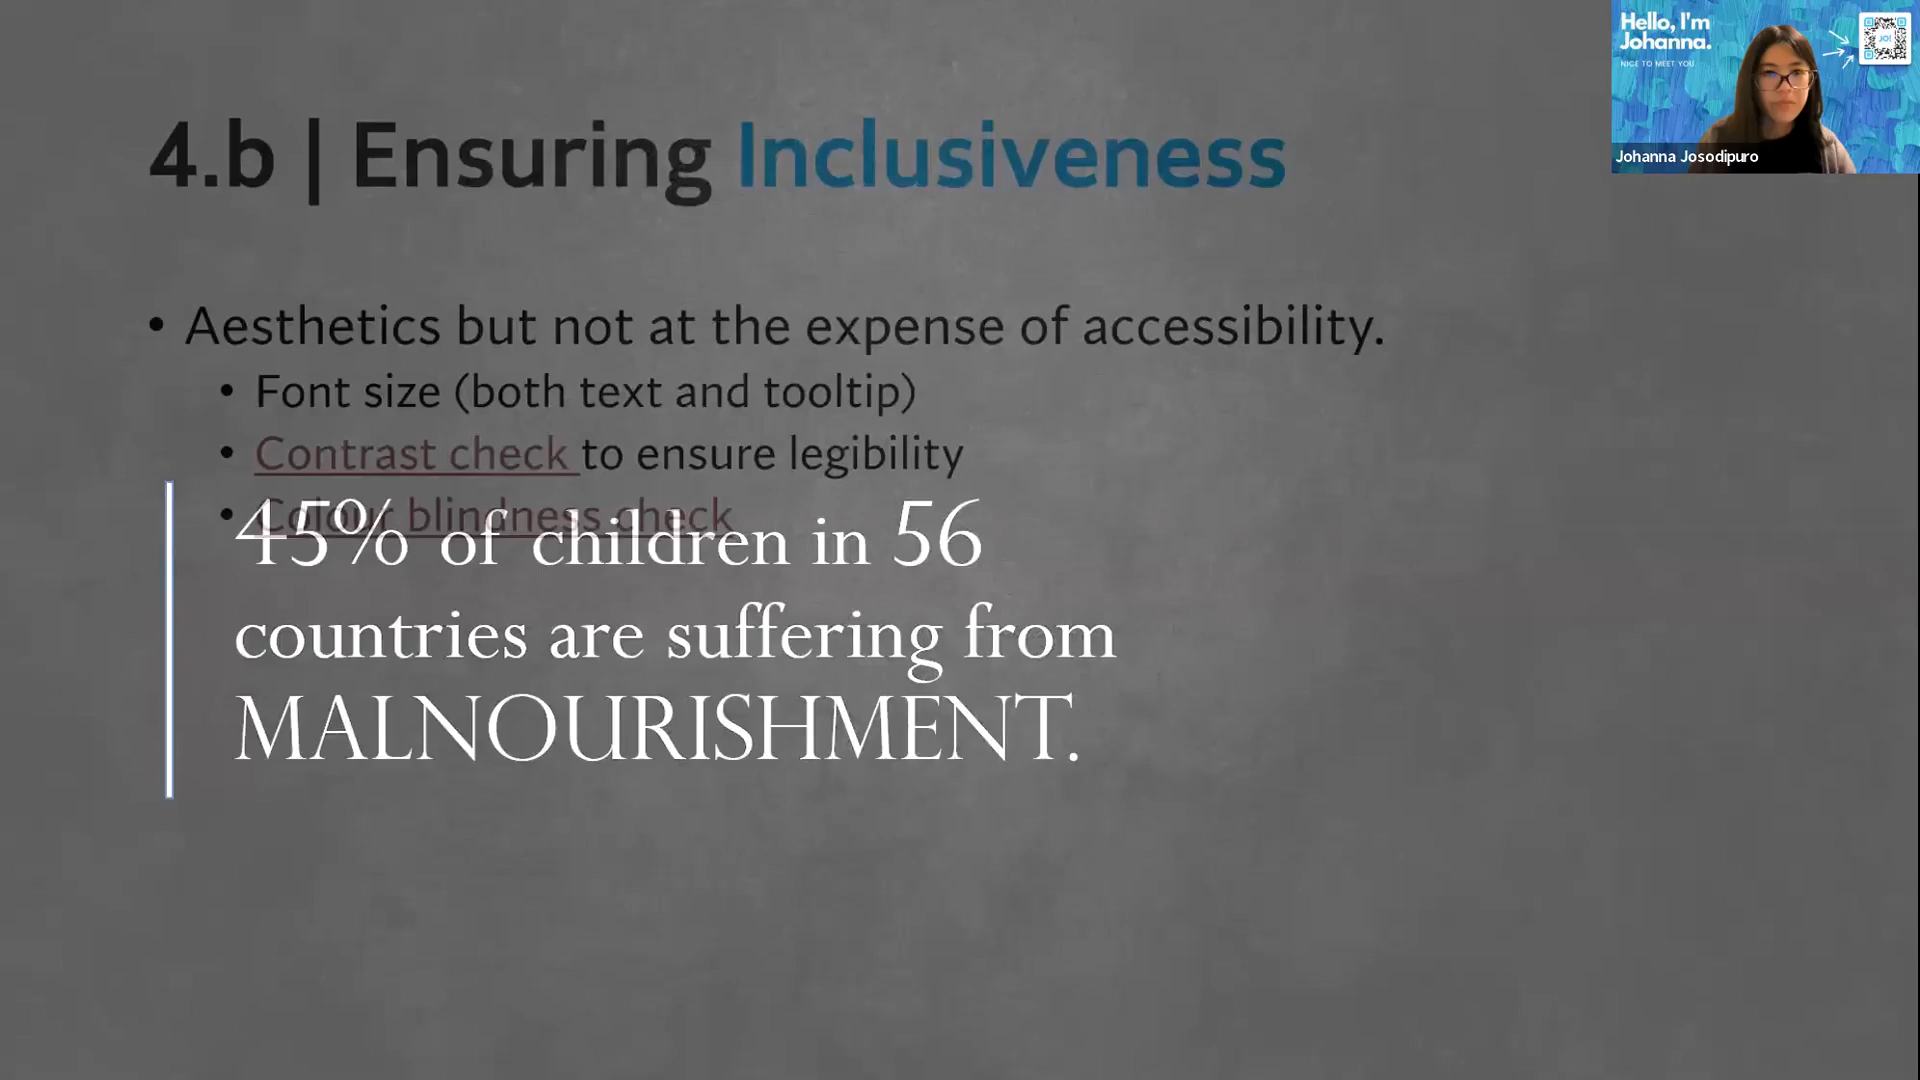 4.b | Ensuring Inclusiveness
• Aesthetics but not at the expense of accessibility.
• Font size (both text and tooltip)
• Contrast check to ensure legibility
• Colour blindness check
45% of children in 56
countries are suffering from
MALNOURISHMENT.
Hello, I'm
Johanna.
NICE TO MEET YOU
JO!
Johanna Josodipuro